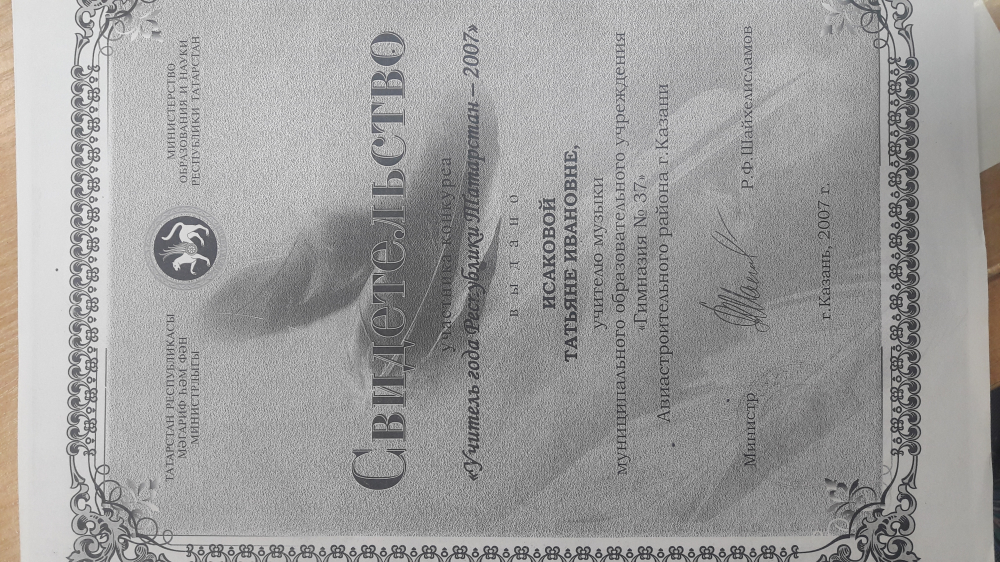 ТАТАРСТАН РЕСПУБЛИКАСЫ
МӘГАРИФ ҺӘМ ФӘН
МИНИСТРЛЫГЫ
МИНИСТЕРСТВО
ОБРАЗОВАНИЯ И НАУКИ
РЕСПУБЛИКИ ТАТАРСТАН
Свидетельство
участника конкурса
«Учитель года Республики Татарстан – 2007»
выдано
ИСАКОВОЙ
ТАТЬЯНЕ ИВАНОВНЕ,
учителю музыки
муниципального образовательного учреждения
«Гимназия № 37»
Авиастроительного района г.Казани
Министр Р.Ф.Шайхелисламов
г.Казань, 2007 г.